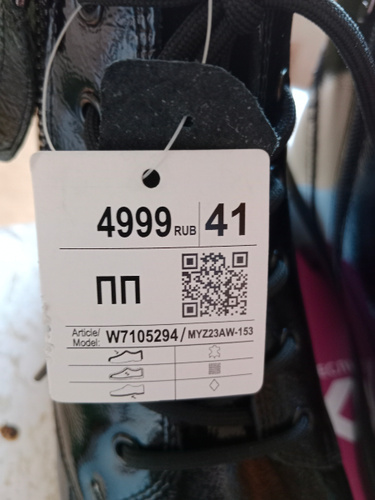 4999 RUB 41
ПП
Article/
Model: W7105294 / MYZ23AW-153